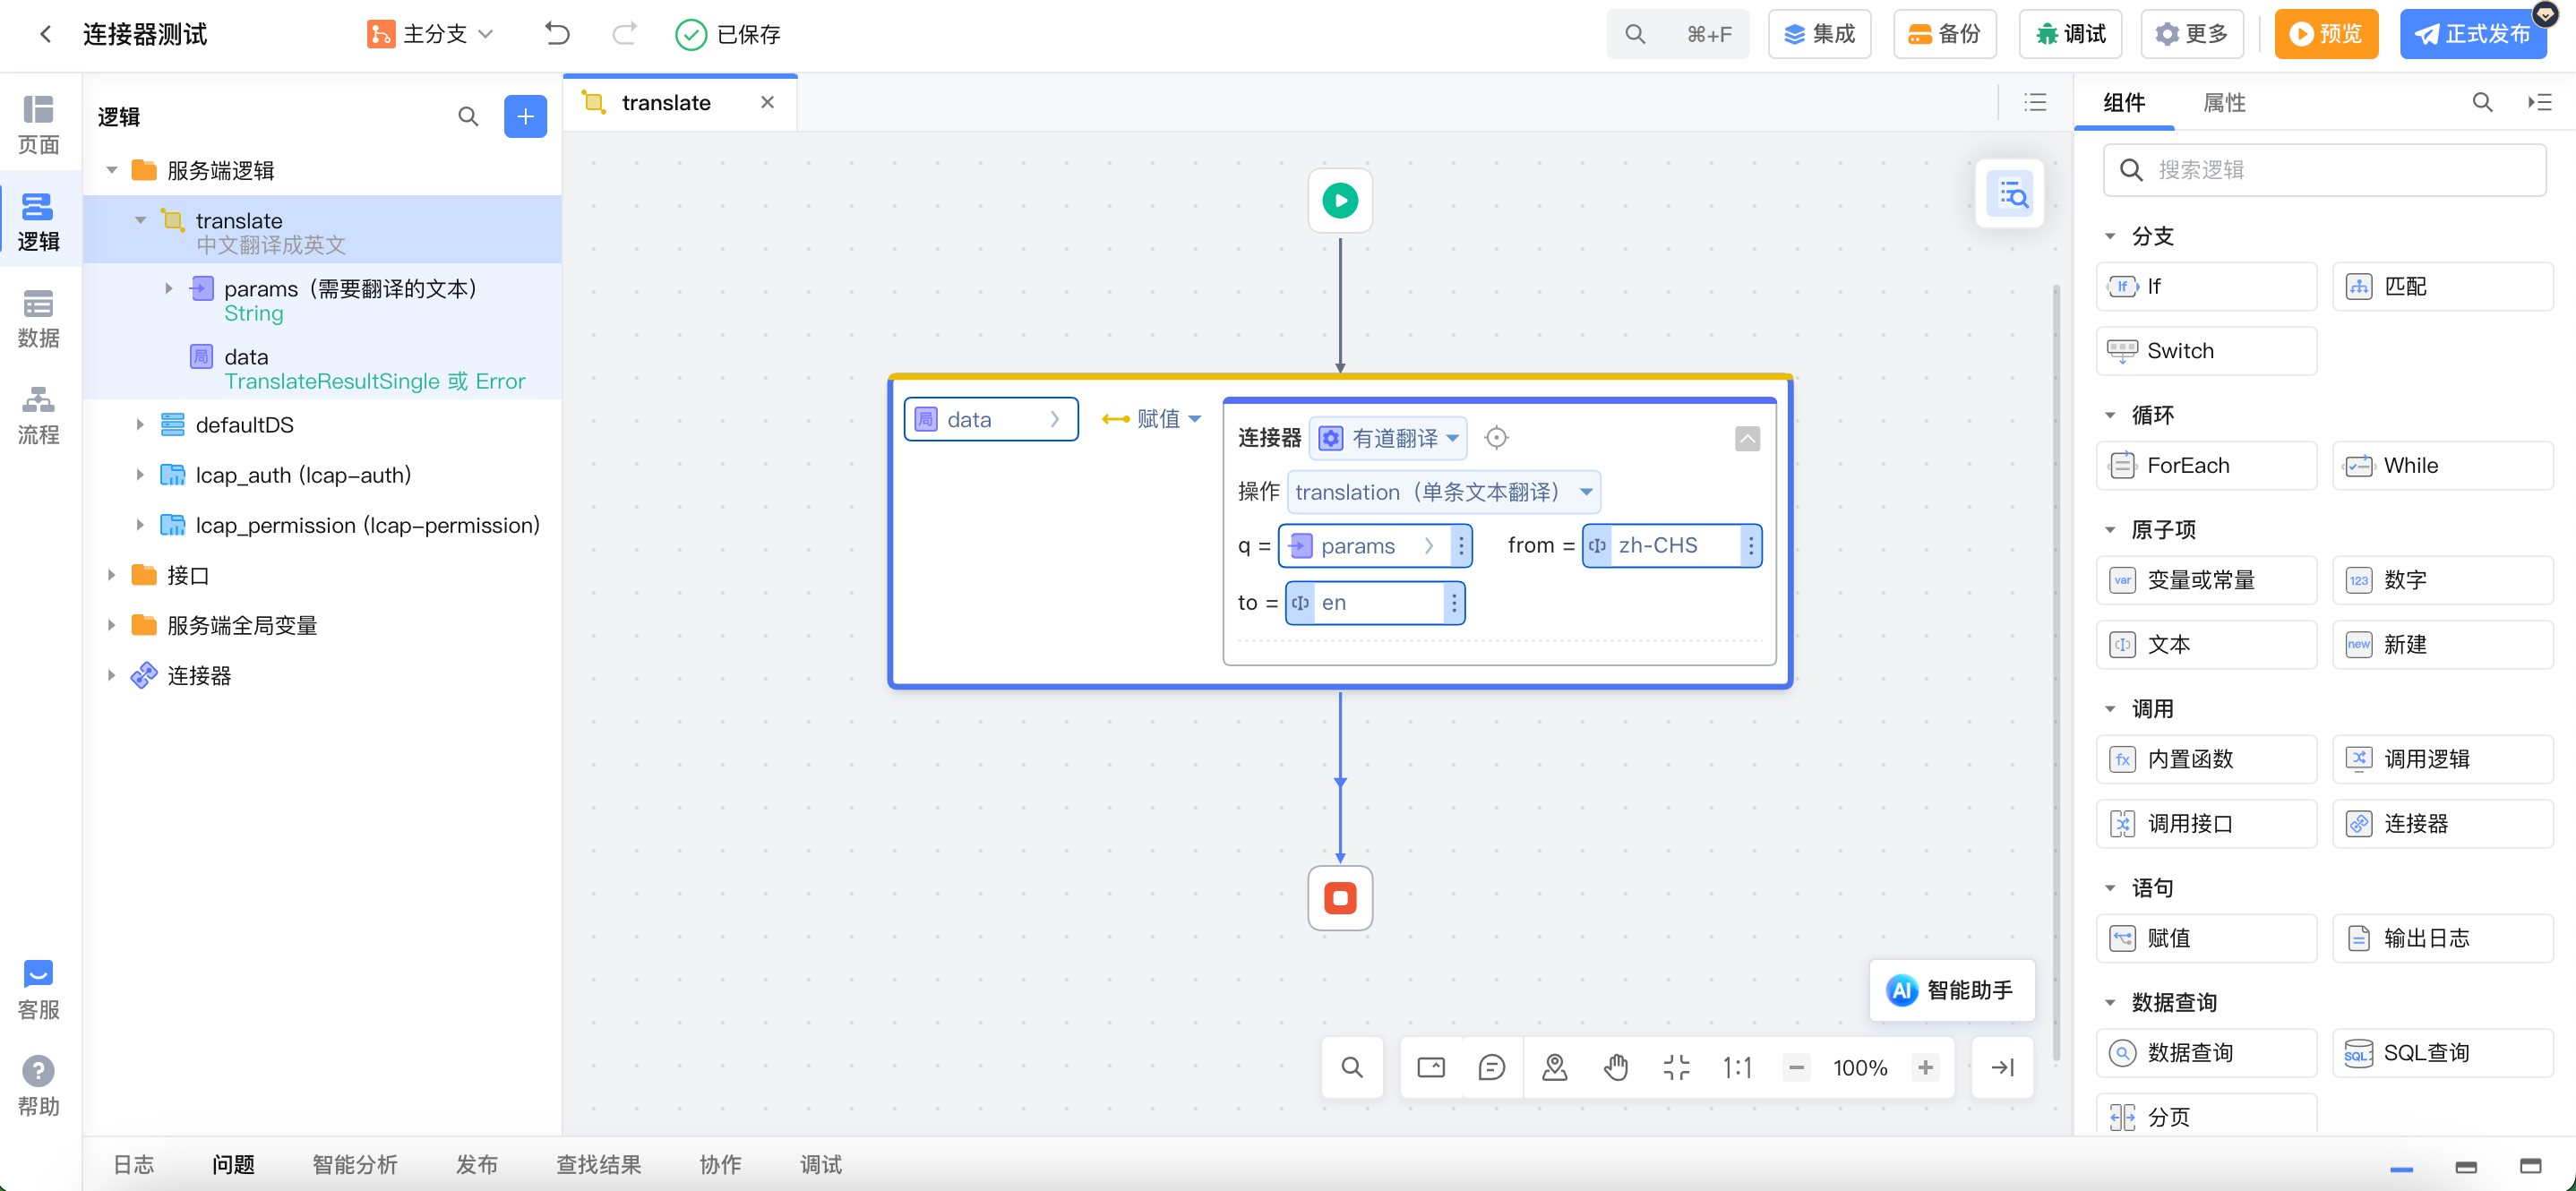 连接器测试
主分支
已保存
⌘+F
集成
备份
调试
更多
预览
正式发布
页面
逻辑
数据
流程
客服
帮助
逻辑
服务端逻辑
translate
中文翻译成英文
params（需要翻译的文本）
String
局 data
TranslateResultSingle 或 Error
defaultDS
lcap_auth (lcap-auth)
lcap_permission (lcap-permission)
接口
服务端全局变量
连接器
translate
局 data
赋值
连接器 有道翻译
操作 translation（单条文本翻译）
q = params from = zh-CHS
to = en
AI 智能助手
1:1
100%
组件 属性
搜索逻辑
分支
If If
匹配
Switch
循环
ForEach
While
原子项
var 变量或常量
123 数字
文本
new 新建
调用
fx 内置函数
调用逻辑
调用接口
连接器
语句
赋值
输出日志
数据查询
数据查询
SQL SQL查询
分页
日志 问题 智能分析 发布 查找结果 协作 调试